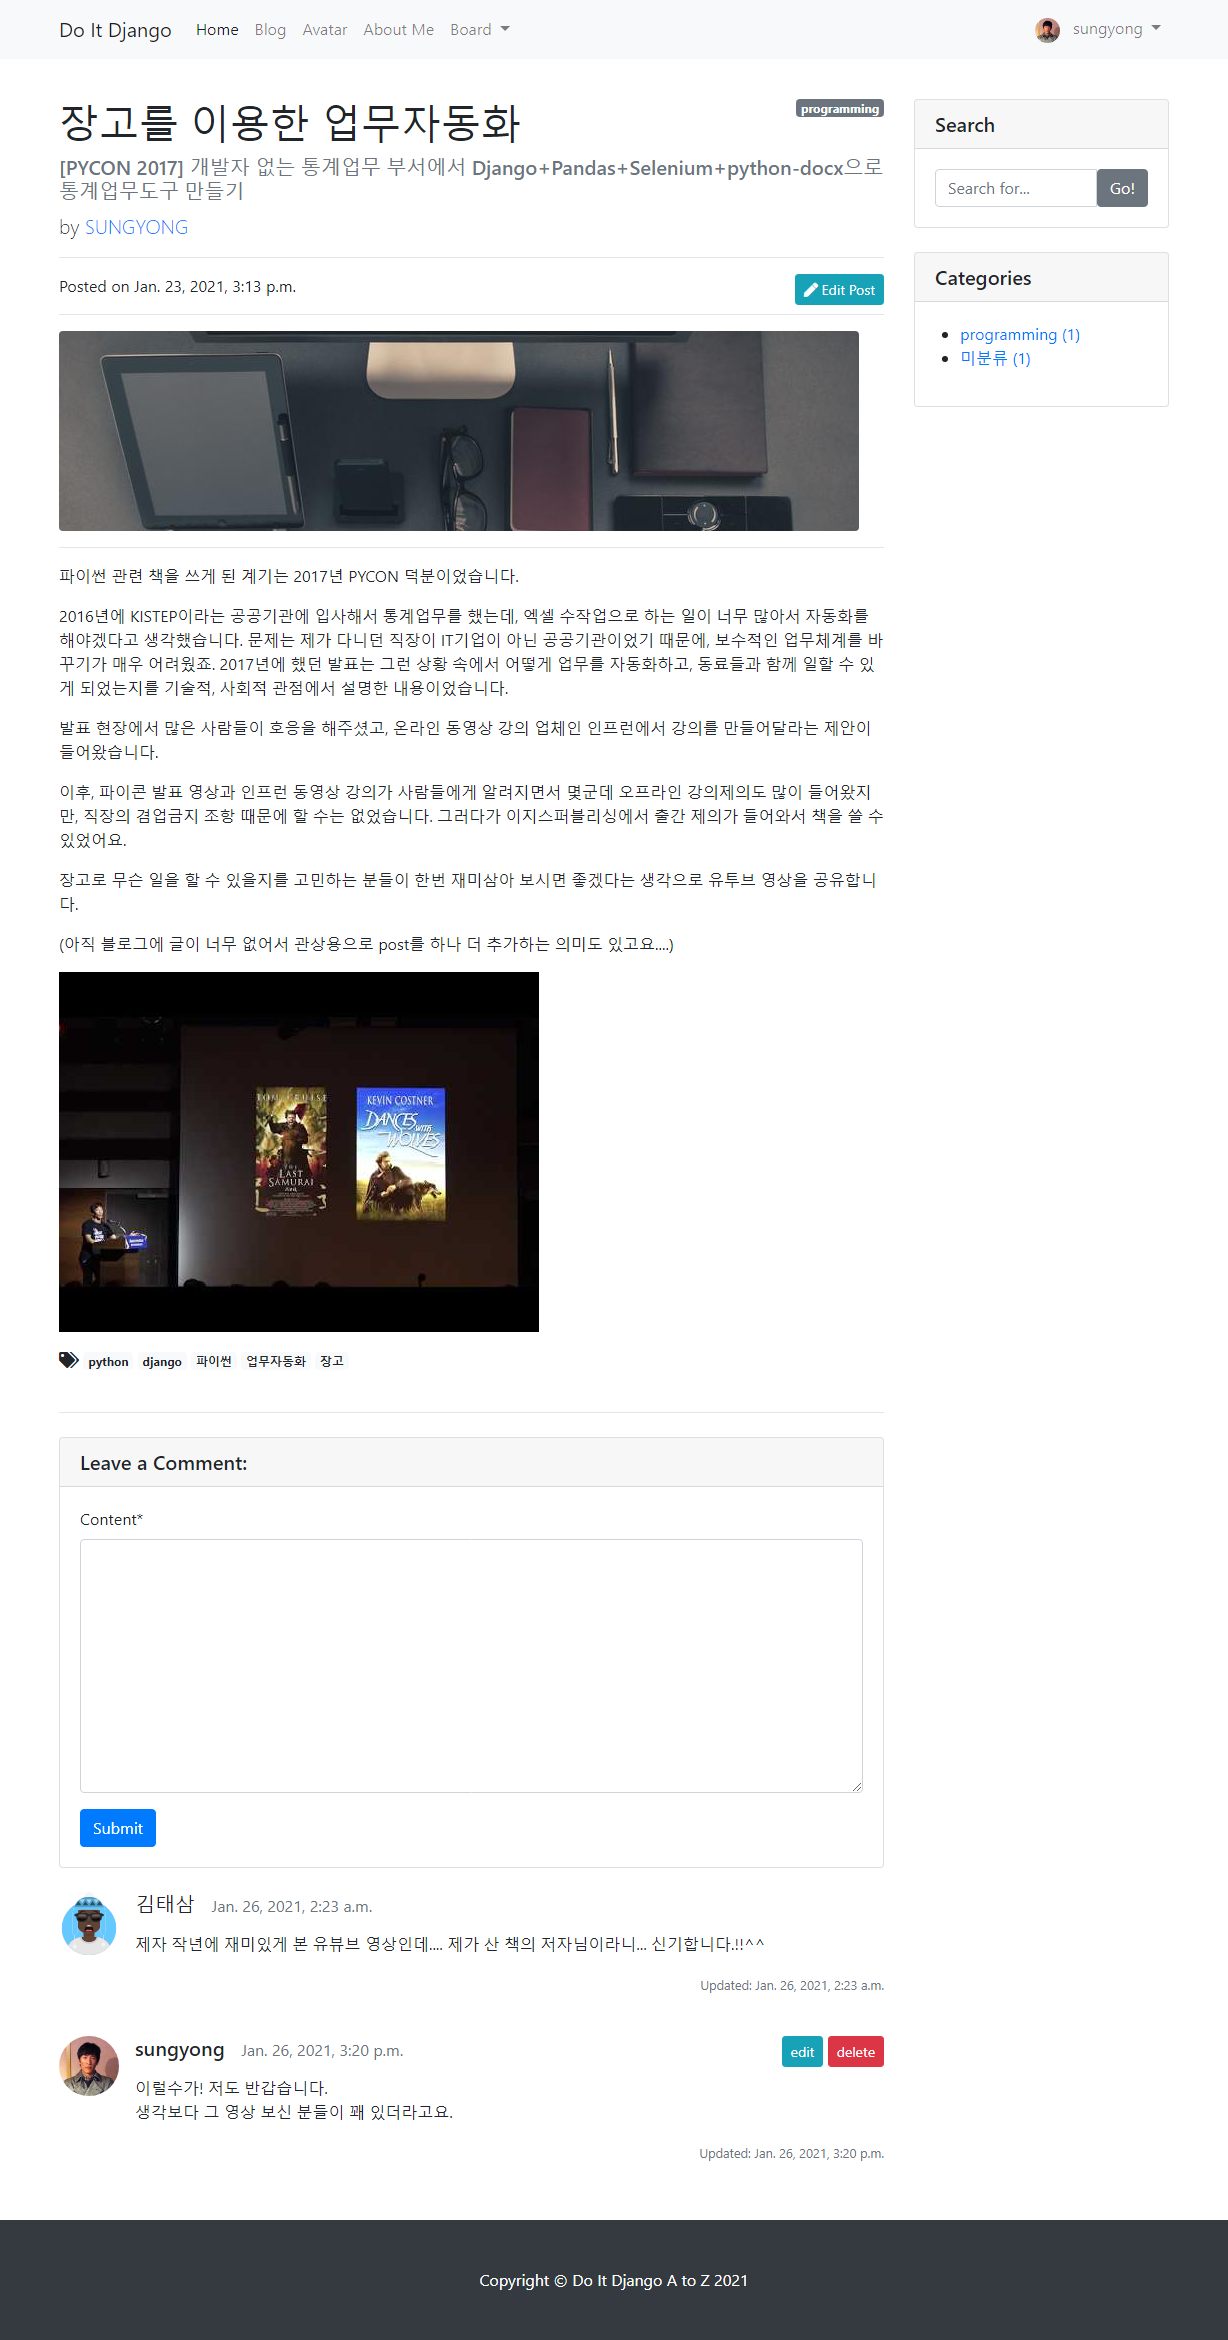 Do It Django
Home
Blog
Avatar
About Me
Board
sungyong
장고를 이용한 업무자동화
programming
[PYCON 2017] 개발자 없는 통계업무 부서에서 Django+Pandas+Selenium+python-docx으로
통계업무도구 만들기
by SUNGYONG
Posted on Jan. 23, 2021, 3:13 p.m.
Edit Post
Search
Search for...
Go!
Categories
programming (1)
미분류 (1)
파이썬 관련 책을 쓰게 된 계기는 2017년 PYCON 덕분이었습니다.
2016년에 KISTEP이라는 공공기관에 입사해서 통계업무를 했는데, 엑셀 수작업으로 하는 일이 너무 많아서 자동화를
해야겠다고 생각했습니다. 문제는 제가 다니던 직장이 IT기업이 아닌 공공기관이었기 때문에, 보수적인 업무체계를 바
꾸기가 매우 어려웠죠. 2017년에 했던 발표는 그런 상황 속에서 어떻게 업무를 자동화하고, 동료들과 함께 일할 수 있
게 되었는지를 기술적, 사회적 관점에서 설명한 내용이었습니다.
발표 현장에서 많은 사람들이 호응을 해주셨고, 온라인 동영상 강의 업체인 인프런에서 강의를 만들어달라는 제안이
들어왔습니다.
이후, 파이콘 발표 영상과 인프런 동영상 강의가 사람들에게 알려지면서 몇군데 오프라인 강의제의도 많이 들어왔지
만, 직장의 겸업금지 조항 때문에 할 수는 없었습니다. 그러다가 이지스퍼블리싱에서 출간 제의가 들어와서 책을 쓸 수
있었어요.
장고로 무슨 일을 할 수 있을지를 고민하는 분들이 한번 재미삼아 보시면 좋겠다는 생각으로 유투브 영상을 공유합니
다.
(아직 블로그에 글이 너무 없어서 관상용으로 post를 하나 더 추가하는 의미도 있고요....)
TOM CRUISE
THE
LAST
SAMURAI
KEVIN COSTNER
DANCES WITH
WOLVES
python
django
파이썬
업무자동화
장고
Leave a Comment:
Content*
Submit
김태삼
Jan. 26, 2021, 2:23 a.m.
제자 작년에 재미있게 본 유뷰브 영상인데.... 제가 산 책의 저자님이라니... 신기합니다.!!^^
Updated: Jan. 26, 2021, 2:23 a.m.
sungyong
Jan. 26, 2021, 3:20 p.m.
edit
delete
이럴수가! 저도 반갑습니다.
생각보다 그 영상 보신 분들이 꽤 있더라고요.
Updated: Jan. 26, 2021, 3:20 p.m.
Copyright © Do It Django A to Z 2021